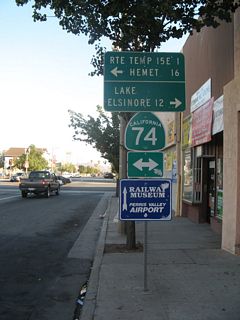 RTE TEMP 15E 1
HEMET 16
LAKE
ELSINORE 12
CALIFORNIA
74
RAILWAY
MUSEUM
PERRIS VALLEY
AIRPORT